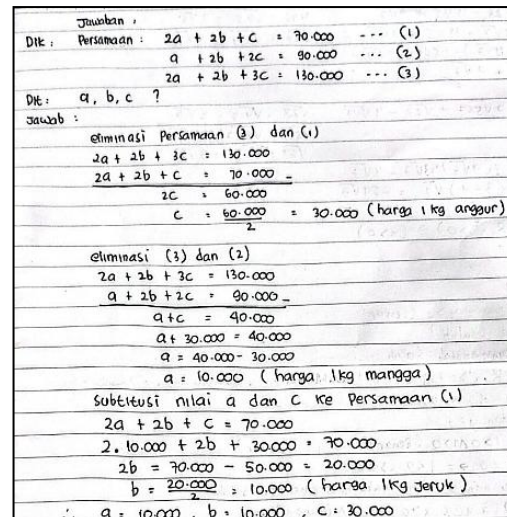 Jawaban :
Dik : Persamaan : 2a + 2b + c = 70.000 --- (1)
a + 2b + 2c = 90.000 --- (2)
2a + 2b + 3c = 130.000 --- (3)
Dit : a, b, c ?
Jawab :
eliminasi Persamaan (3) dan (1)
2a + 2b + 3c = 130.000
2a + 2b + c = 70.000 -
2c = 60.000
c = 60.000/2 = 30.000 (harga 1 kg anggur)
eliminasi (3) dan (2)
2a + 2b + 3c = 130.000
a + 2b + 2c = 90.000 -
a + c = 40.000
a + 30.000 = 40.000
a = 40.000 - 30.000
a = 10.000 (harga 1kg mangga)
Subtitusi nilai a dan c ke persamaan (1)
2a + 2b + c = 70.000
2. 10.000 + 2b + 30.000 = 70.000
2b = 70.000 - 50.000 = 20.000
b = 20.000/2 = 10.000 (harga 1kg Jeruk)
∴ a = 10.000, b = 10.000, c = 30.000